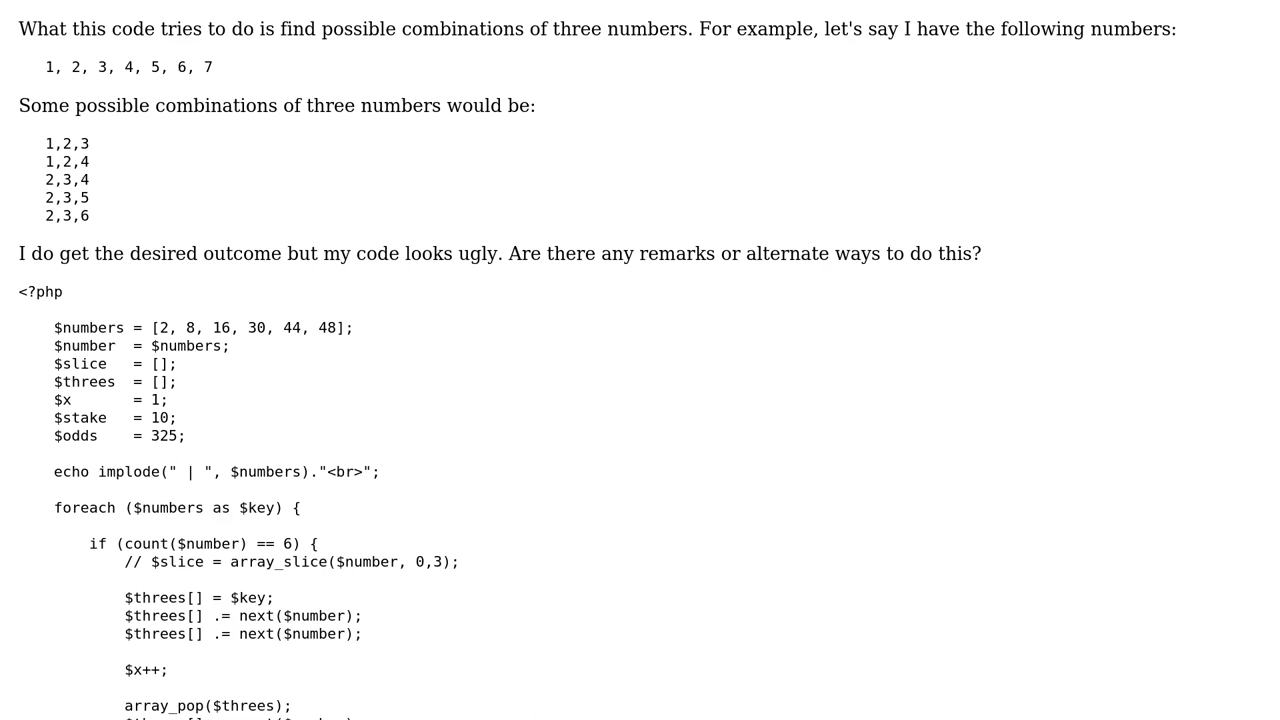 What this code tries to do is find possible combinations of three numbers. For example, let's say I have the following numbers:
1, 2, 3, 4, 5, 6, 7
Some possible combinations of three numbers would be:
1,2,3
1,2,4
2,3,4
2,3,5
2,3,6
I do get the desired outcome but my code looks ugly. Are there any remarks or alternate ways to do this?
<?php
$numbers = [2, 8, 16, 30, 44, 48];
$number  = $numbers;
$slice   = [];
$threes  = [];
$x       = 1;
$stake   = 10;
$odds    = 325;
echo implode(" | ", $numbers)."<br>";
foreach ($numbers as $key) {
if (count($number) == 6) {
// $slice = array_slice($number, 0,3);
$threes[] = $key;
$threes[] .= next($number);
$threes[] .= next($number);
$x++;
array_pop($threes);